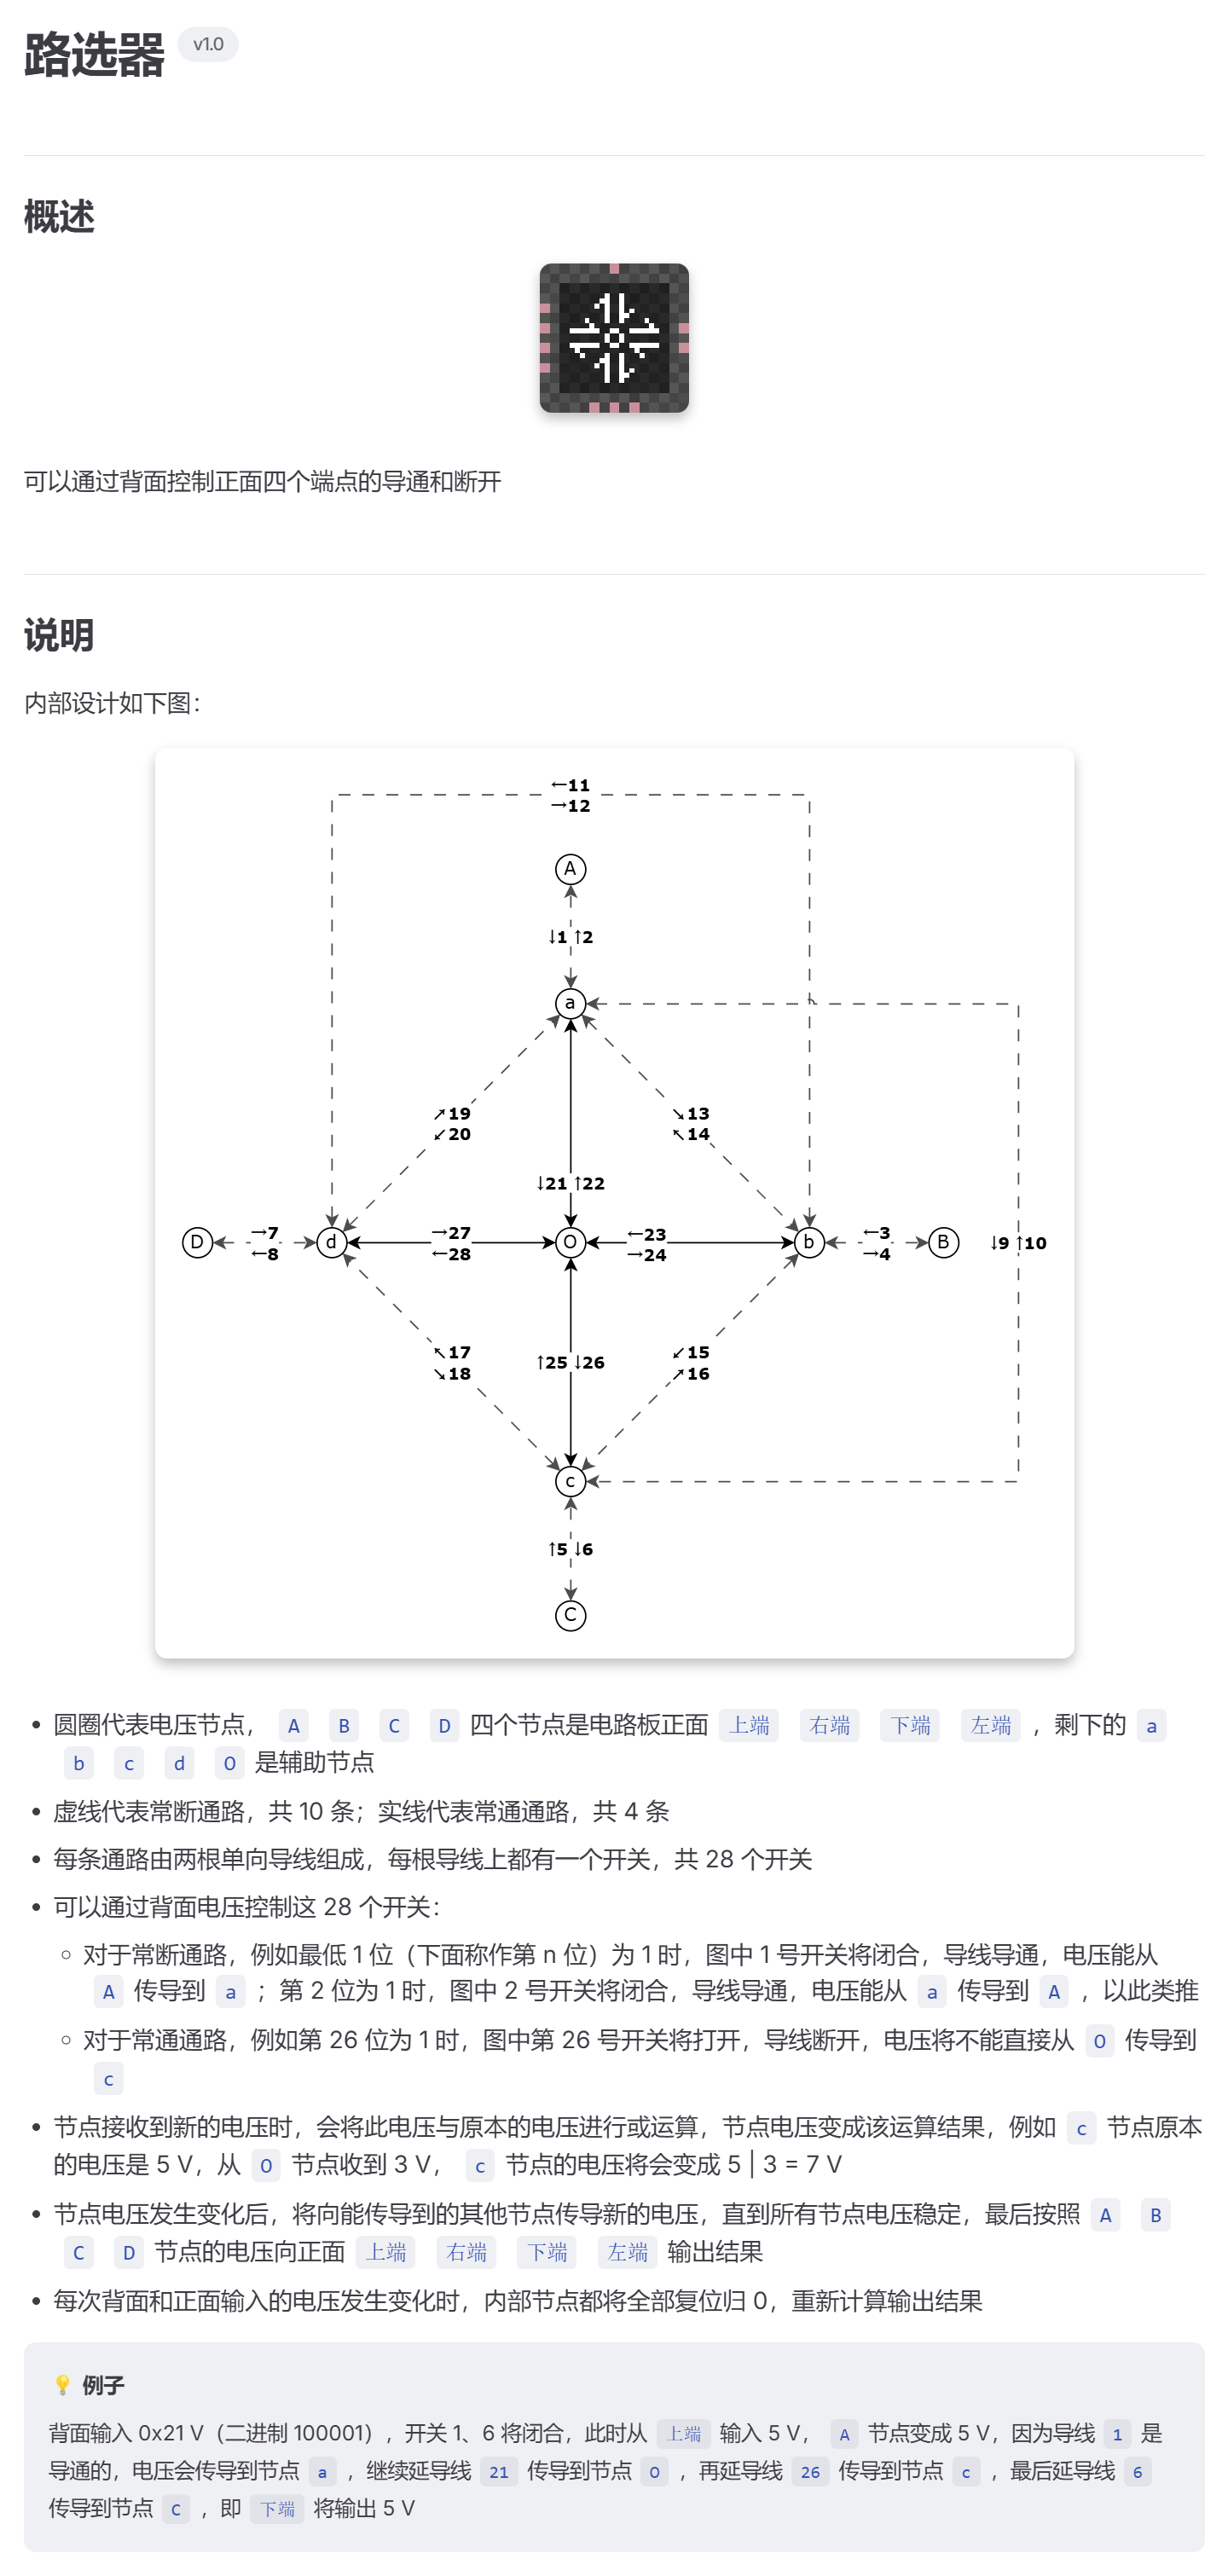 路选器 v1.0
概述
可以通过背面控制正面四个端点的导通和断开
说明
内部设计如下图：
←11
→12
A
↓1 ↑2
a
↗19
↙20
↘13
↖14
↓21 ↑22
D
→7
←8
d
→27
←28
O
←23
→24
b
←3
→4
B
↓9 ↑10
↖17
↘18
↑25 ↓26
↙15
↗16
c
↑5 ↓6
C
圆圈代表电压节点， A B C D 四个节点是电路板正面 上端 右端 下端 左端 ，剩下的 a
b c d O 是辅助节点
虚线代表常断通路，共 10 条；实线代表常通通路，共 4 条
每条通路由两根单向导线组成，每根导线上都有一个开关，共 28 个开关
可以通过背面电压控制这 28 个开关：
对于常断通路，例如最低 1 位（下面称作第 n 位）为 1 时，图中 1 号开关将闭合，导线导通，电压能从
A 传导到 a ；第 2 位为 1 时，图中 2 号开关将闭合，导线导通，电压能从 a 传导到 A ，以此类推
对于常通通路，例如第 26 位为 1 时，图中第 26 号开关将打开，导线断开，电压将不能直接从 O 传导到
c
节点接收到新的电压时，会将此电压与原本的电压进行或运算，节点电压变成该运算结果，例如 c 节点原本
的电压是 5 V，从 O 节点收到 3 V， c 节点的电压将会变成 5 | 3 = 7 V
节点电压发生变化后，将向能传导到的其他节点传导新的电压，直到所有节点电压稳定，最后按照 A B
C D 节点的电压向正面 上端 右端 下端 左端 输出结果
每次背面和正面输入的电压发生变化时，内部节点都将全部复位归 0，重新计算输出结果
💡 例子
背面输入 0x21 V（二进制 100001），开关 1、6 将闭合，此时从 上端 输入 5 V， A 节点变成 5 V，因为导线 1 是
导通的，电压会传导到节点 a ，继续延导线 21 传导到节点 O ，再延导线 26 传导到节点 c ，最后延导线 6
传导到节点 C ，即 下端 将输出 5 V